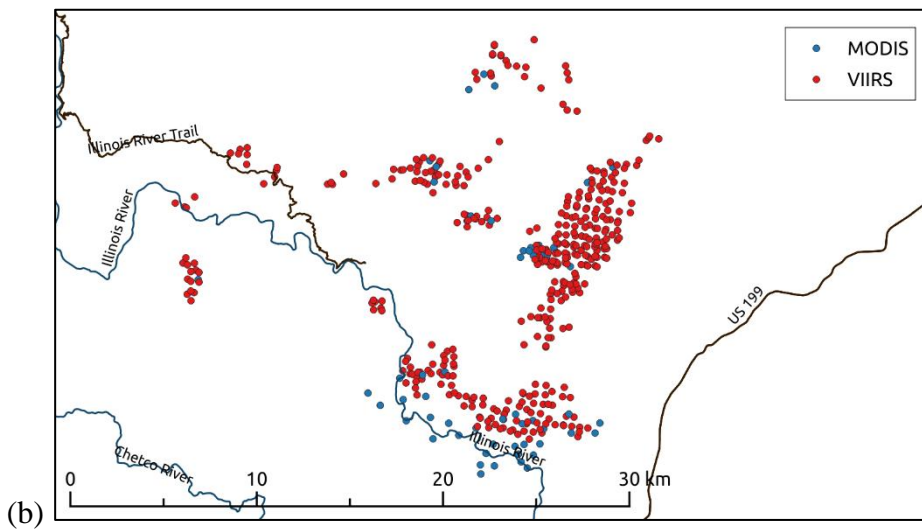 MODIS
VIIRS
Illinois River Trail
Illinois River
US 199
Illinois River
Chetco River
0 10 20 30 km
(b)